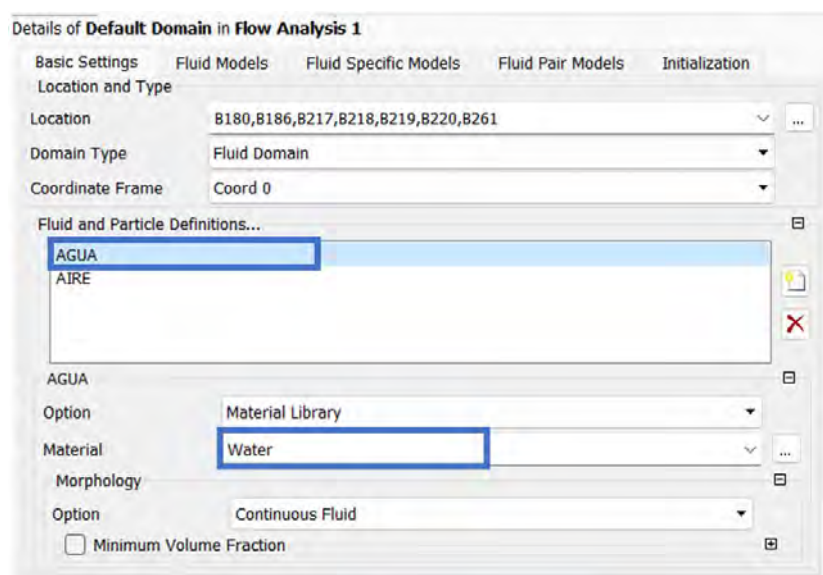 Details of Default Domain in Flow Analysis 1
Basic Settings Fluid Models Fluid Specific Models Fluid Pair Models Initialization
Location and Type
Location B180,B186,B217,B218,B219,B220,B261 ...
Domain Type Fluid Domain
Coordinate Frame Coord 0
Fluid and Particle Definitions...
AGUA
AIRE
AGUA
Option Material Library
Material Water ...
Morphology
Option Continuous Fluid
Minimum Volume Fraction